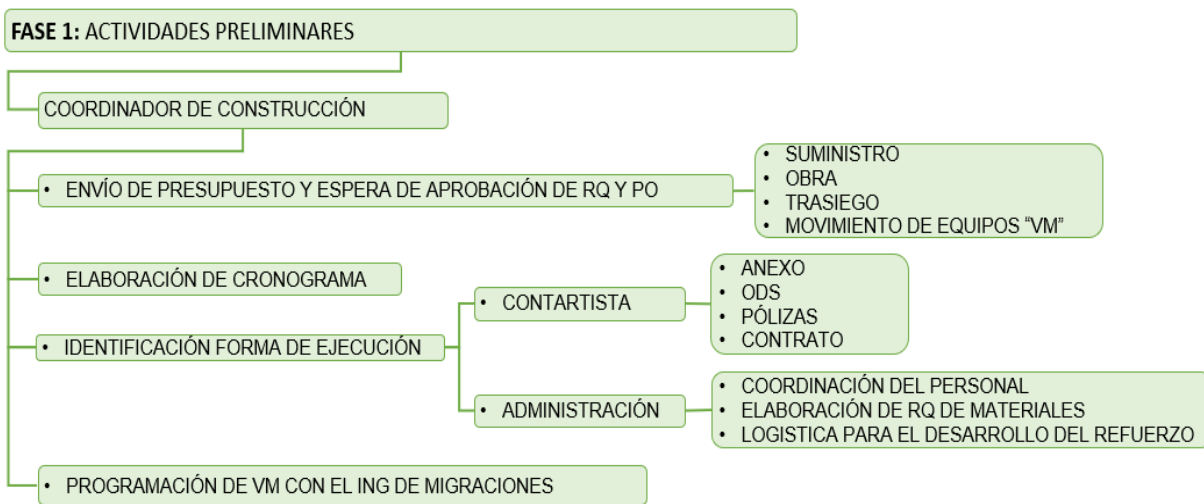 FASE 1: ACTIVIDADES PRELIMINARES
COORDINADOR DE CONSTRUCCIÓN
• ENVÍO DE PRESUPUESTO Y ESPERA DE APROBACIÓN DE RQ Y PO
• SUMINISTRO
• OBRA
• TRASIEGO
• MOVIMIENTO DE EQUIPOS “VM”
• ELABORACIÓN DE CRONOGRAMA
• IDENTIFICACIÓN FORMA DE EJECUCIÓN
• CONTARTISTA
• ANEXO
• ODS
• PÓLIZAS
• CONTRATO
• ADMINISTRACIÓN
• COORDINACIÓN DEL PERSONAL
• ELABORACIÓN DE RQ DE MATERIALES
• LOGISTICA PARA EL DESARROLLO DEL REFUERZO
• PROGRAMACIÓN DE VM CON EL ING DE MIGRACIONES